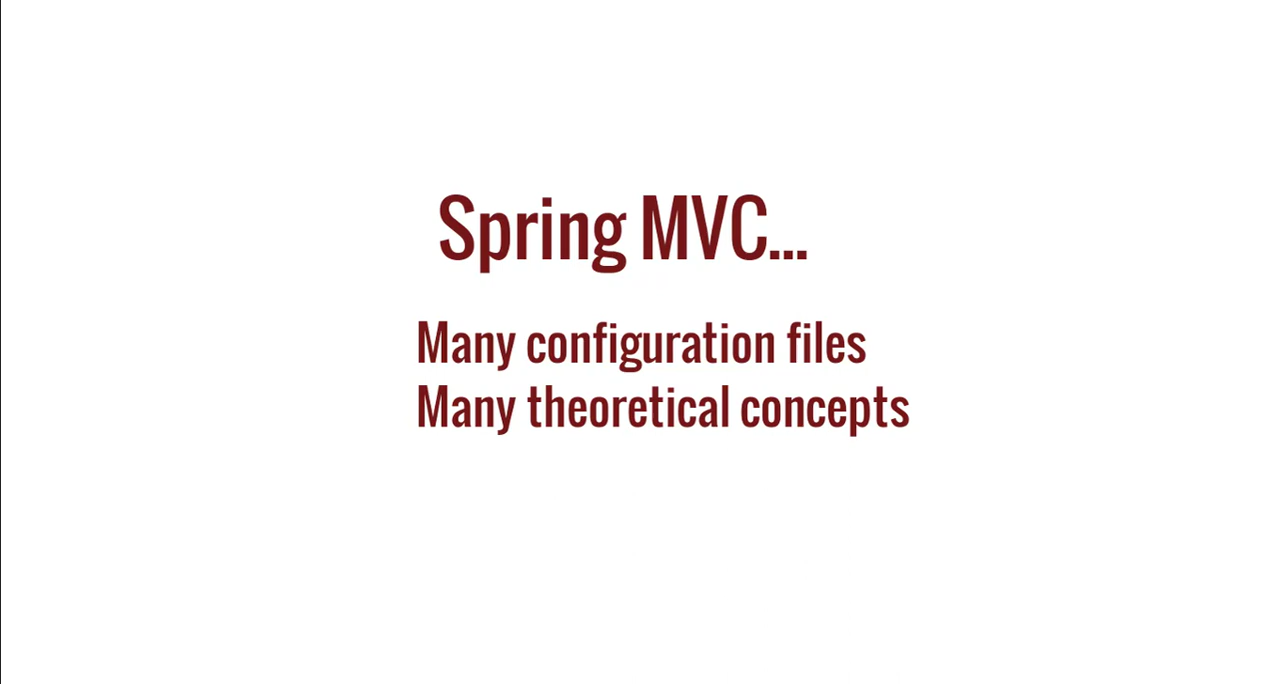 Spring MVC...
Many configuration files
Many theoretical concepts